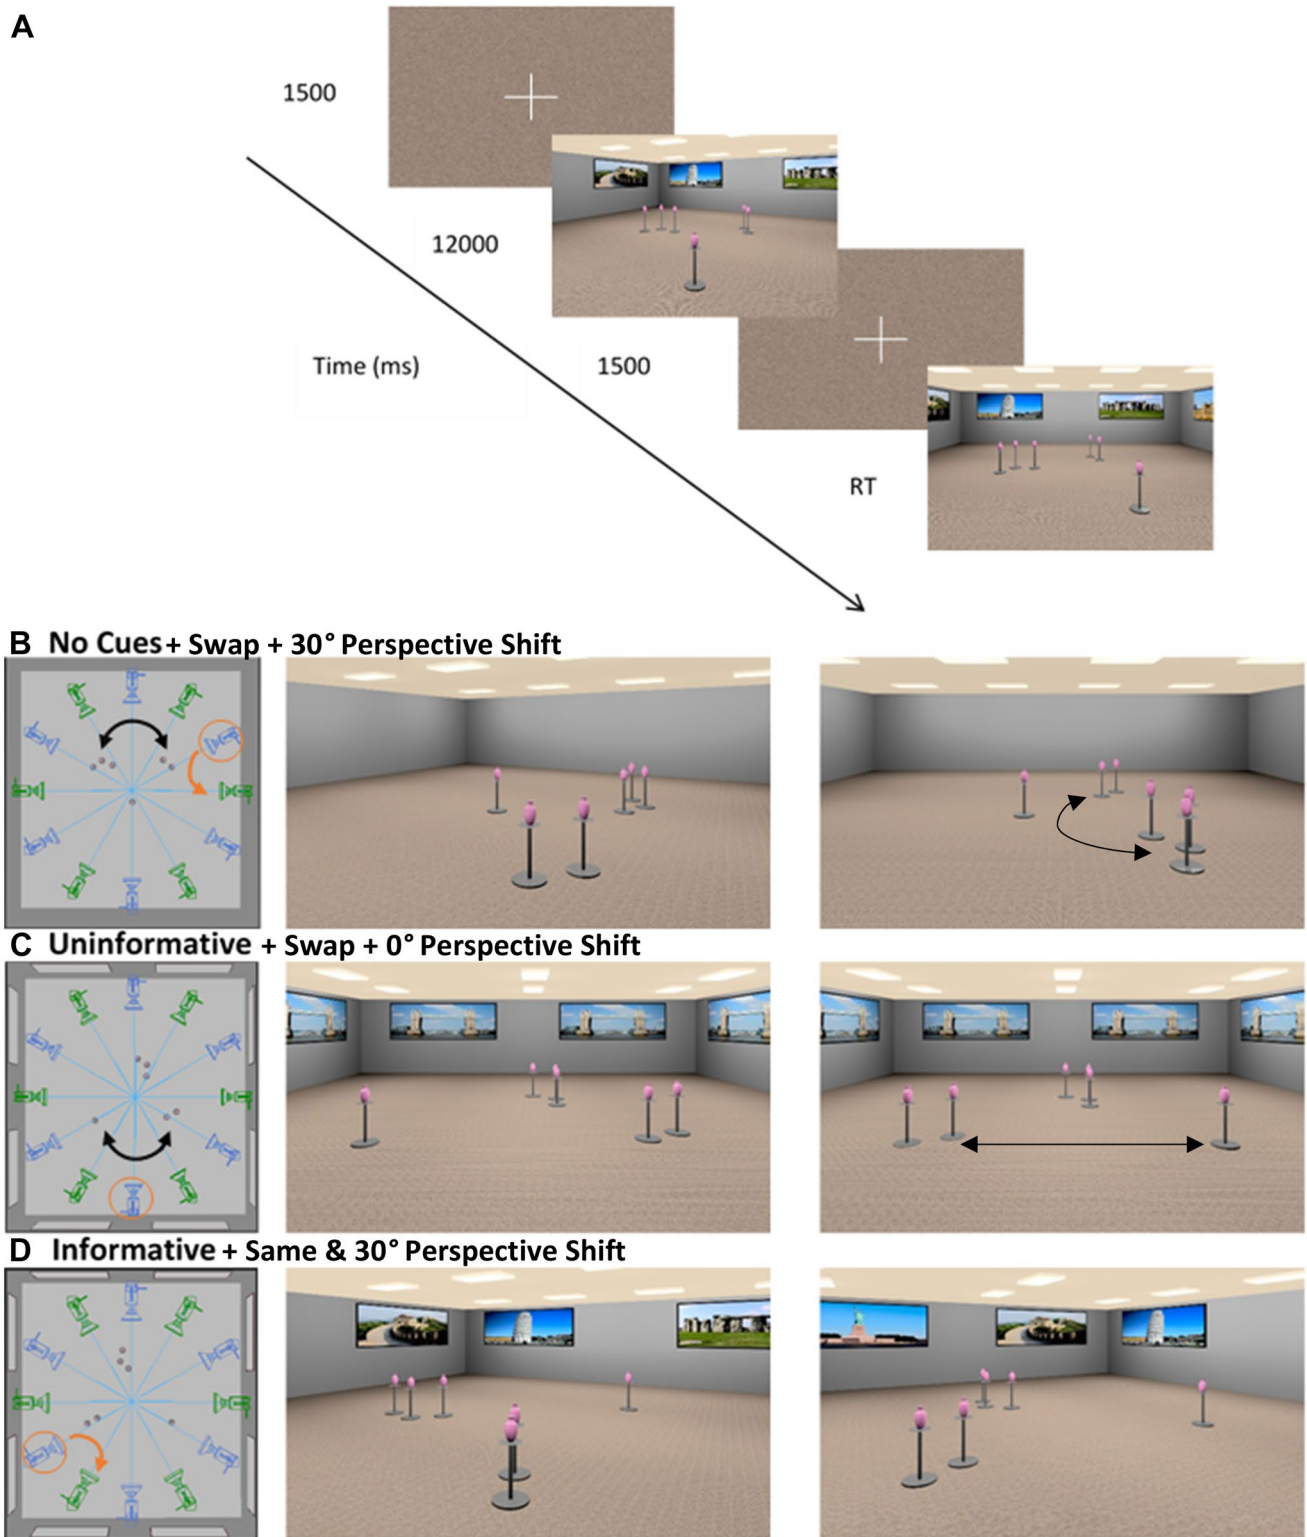 A
1500
12000
Time (ms)
1500
RT
B No Cues + Swap + 30° Perspective Shift
C Uninformative + Swap + 0° Perspective Shift
D Informative + Same & 30° Perspective Shift